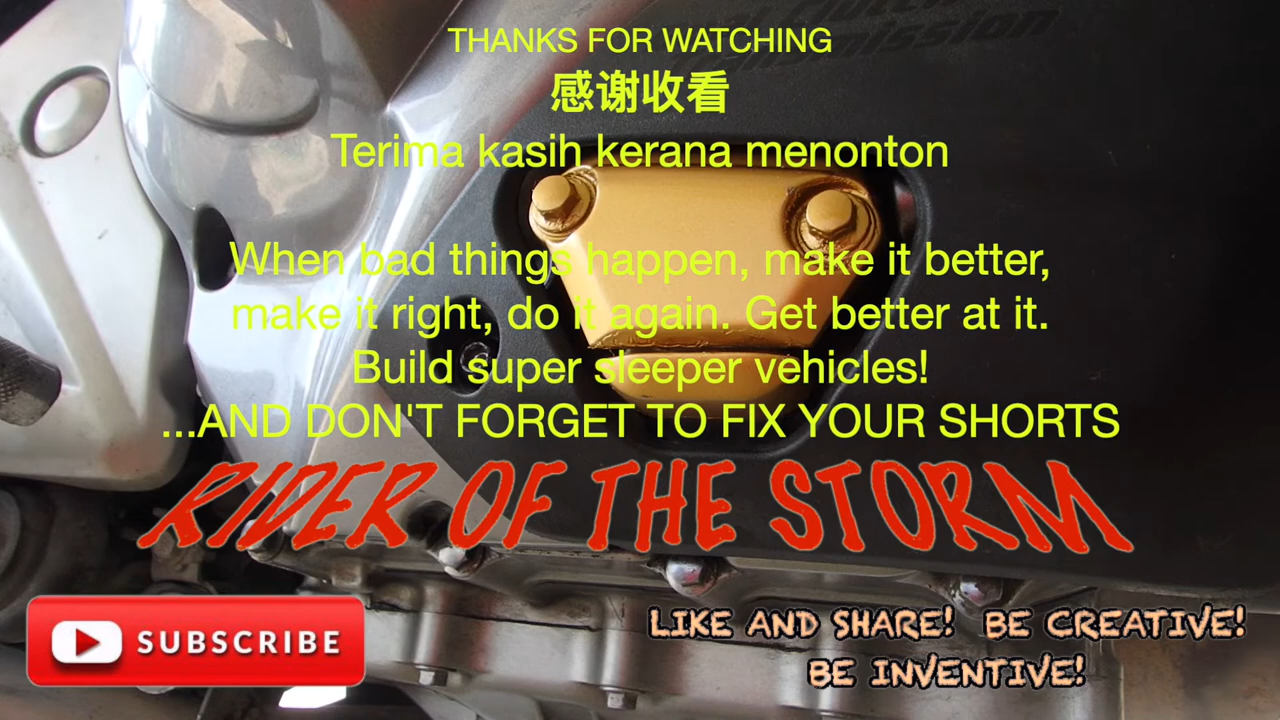 THANKS FOR WATCHING
感谢收看
Terima kasih kerana menonton
When bad things happen, make it better,
make it right, do it again. Get better at it.
Build super sleeper vehicles!
...AND DON'T FORGET TO FIX YOUR SHORTS
RIDER OF THE STORM
SUBSCRIBE
LIKE AND SHARE! BE CREATIVE!
BE INVENTIVE!